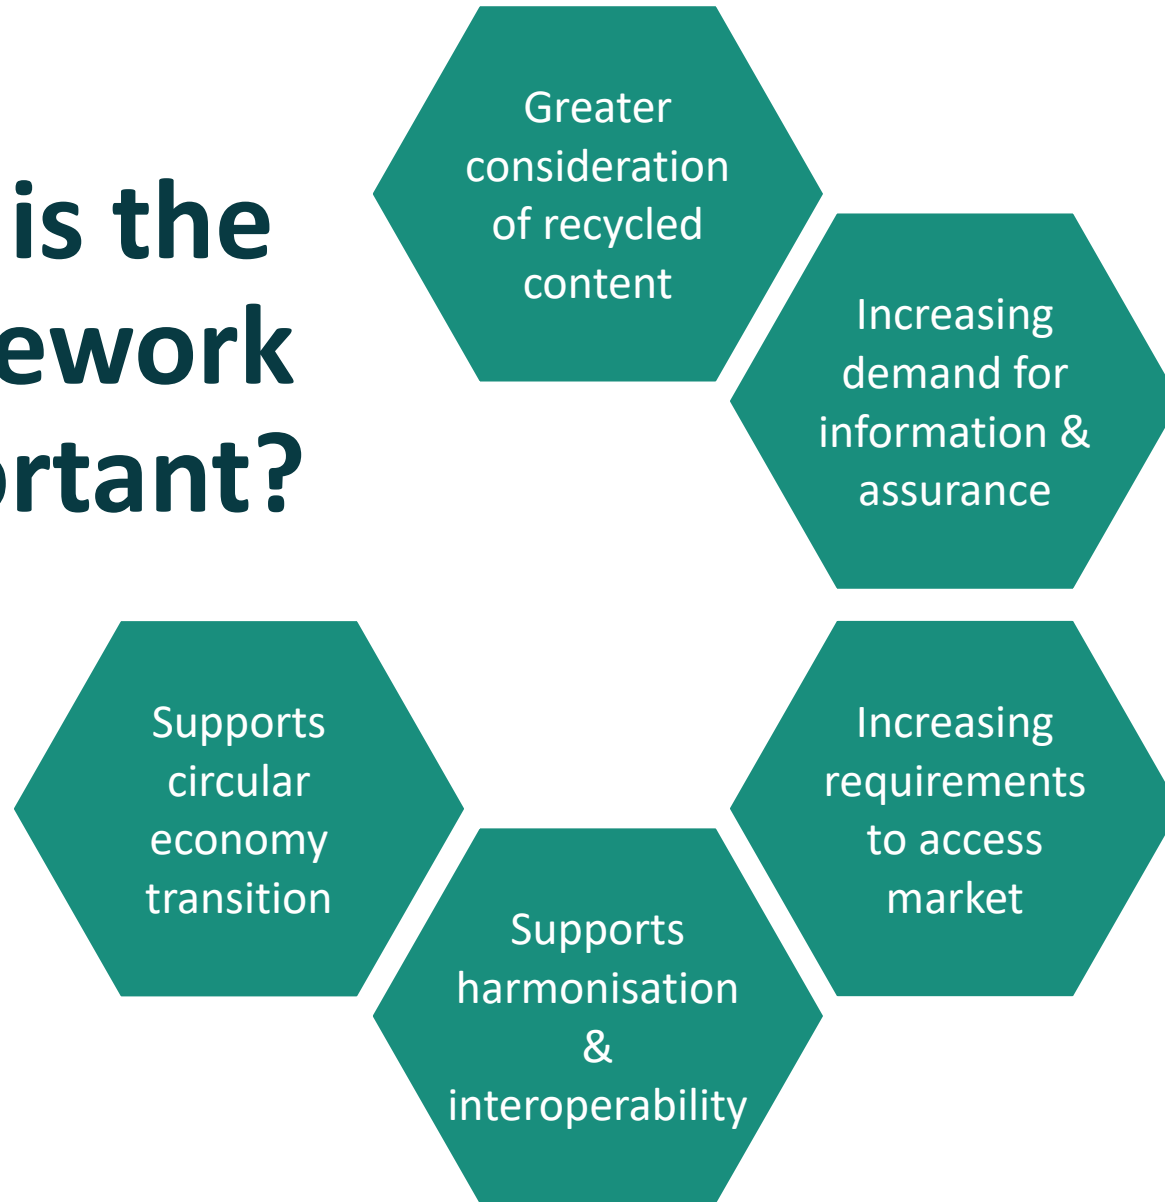 is the
ework
ortant?
Greater
consideration
of recycled
content
Increasing
demand for
information &
assurance
Increasing
requirements
to access
market
Supports
harmonisation
&
interoperability
Supports
circular
economy
transition